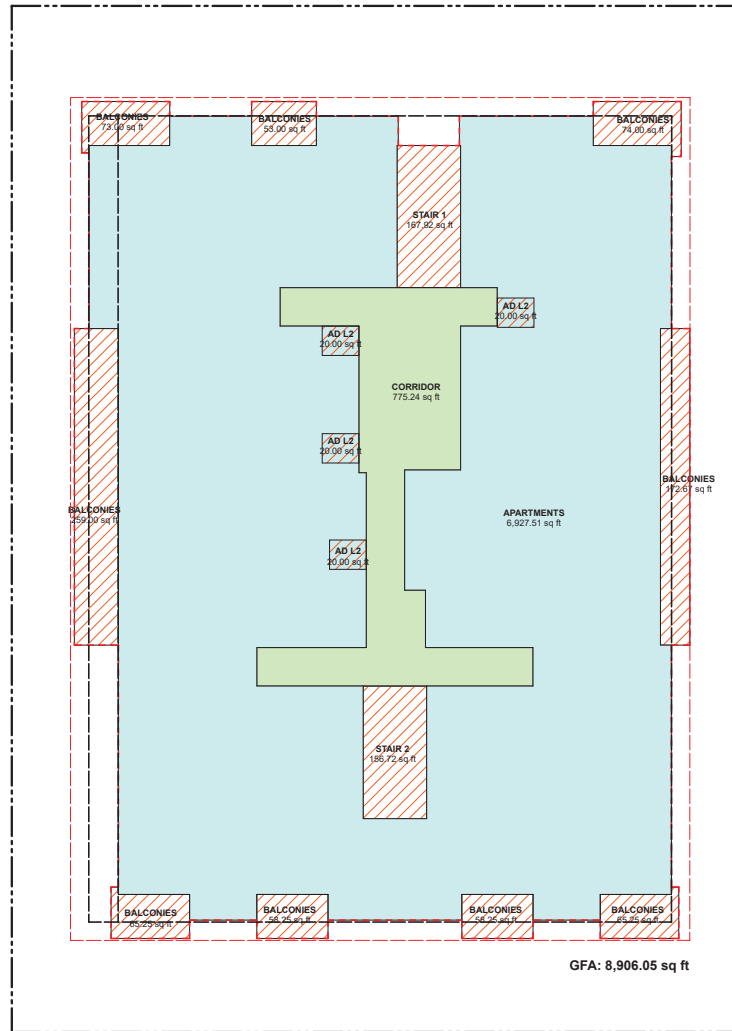 BALCONIES
73.00 sq ft
BALCONIES
53.00 sq ft
BALCONIES
74.00 sq ft
STAIR 1
167.92 sq ft
AD L2
20.00 sq ft
AD L2
20.00 sq ft
CORRIDOR
775.24 sq ft
AD L2
20.00 sq ft
BALCONIES
259.00 sq ft
APARTMENTS
6,927.51 sq ft
BALCONIES
172.67 sq ft
AD L2
20.00 sq ft
STAIR 2
156.72 sq ft
BALCONIES
65.25 sq ft
BALCONIES
58.25 sq ft
BALCONIES
58.25 sq ft
BALCONIES
65.25 sq ft
GFA: 8,906.05 sq ft